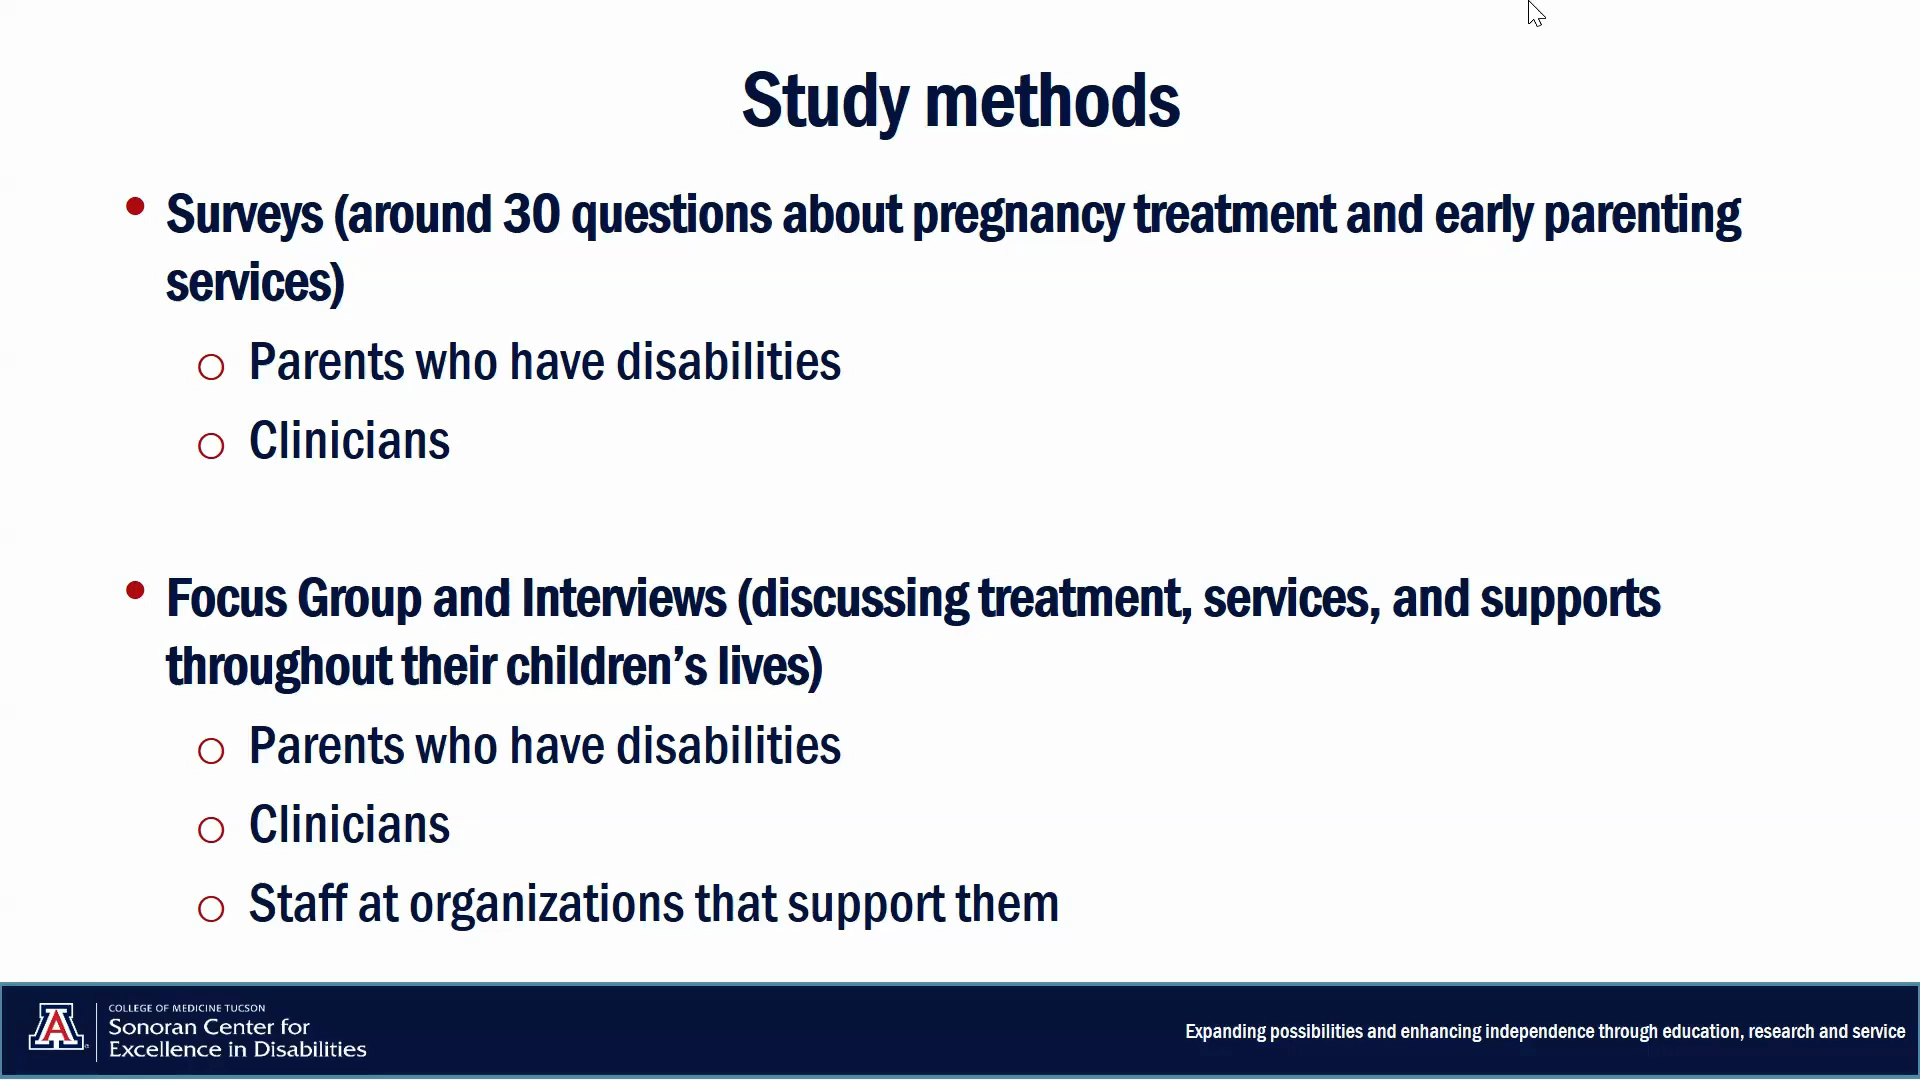 Study methods
• Surveys (around 30 questions about pregnancy treatment and early parenting
services)
○ Parents who have disabilities
○ Clinicians
• Focus Group and Interviews (discussing treatment, services, and supports
throughout their children’s lives)
○ Parents who have disabilities
○ Clinicians
○ Staff at organizations that support them
A
COLLEGE OF MEDICINE TUCSON
Sonoran Center for
Excellence in Disabilities
Expanding possibilities and enhancing independence through education, research and service